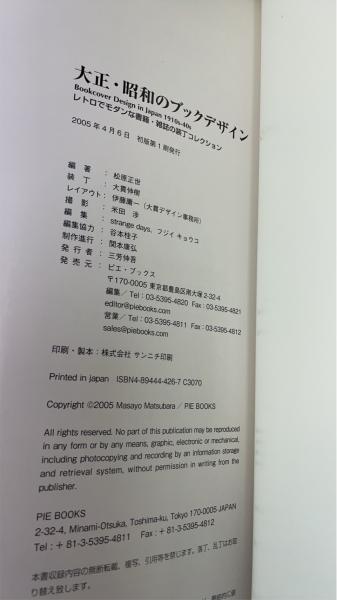 大正・昭和のブックデザイン
Bookcover Design in Japan 1910s-40s
レトロでモダンな書籍・雑誌の装丁コレクション
2005年4月6日 初版第1刷発行
編著：松原正世
装丁：大貫伸樹
レイアウト：伊藤庸一（大貫デザイン事務所）
撮影：米田 渉
編集：strange days、フジイ キョウコ
編集協力：谷本桂子
制作進行：関本康弘
発行者：三芳伸吾
発売元：ピエ・ブックス
〒170-0005 東京都豊島区南大塚2-32-4
編集／Tel：03-5395-4820 Fax：03-5395-4821
editor@piebooks.com
営業／Tel：03-5395-4811 Fax：03-5395-4812
sales@piebooks.com
印刷・製本：株式会社 サンニチ印刷
Printed in japan ISBN4-89444-426-7 C3070
Copyright ©2005 Masayo Matsubara / PIE BOOKS
All rights reserved. No part of this publication may be reproduced
in any form or by any means, graphic, electronic or mechanical,
including photocopying and recording by an information storage
and retrieval system, without permission in writing from the
publisher.
PIE BOOKS
2-32-4, Minami-Otsuka, Toshima-ku, Tokyo 170-0005 JAPAN
Tel : + 81-3-5395-4811 Fax : + 81-3-5395-4812
本書収録内容の無断転載、複写、引用等を禁じます。落丁、乱丁はお取
り替え致します。